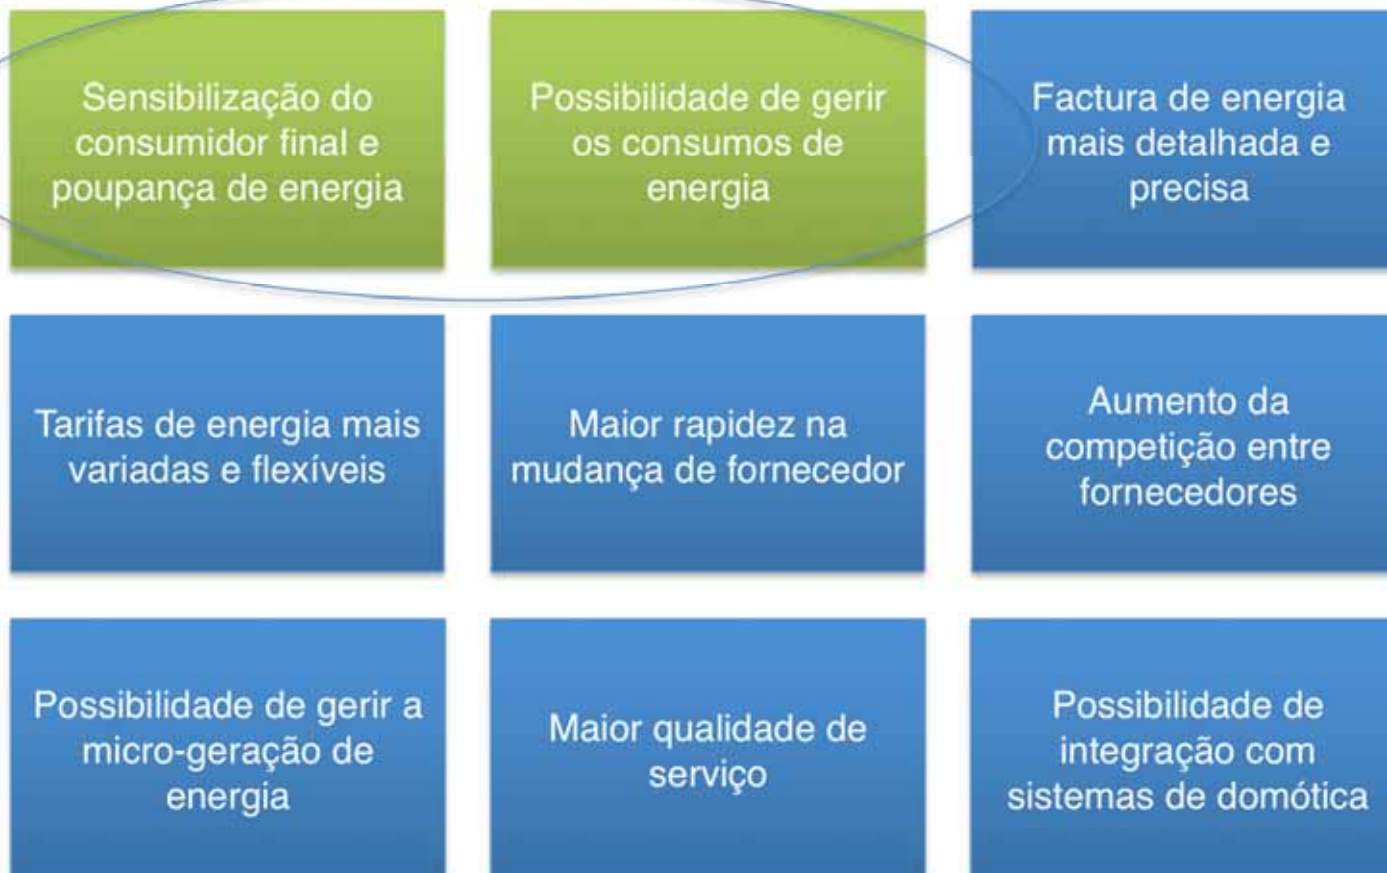 Sensibilização do
consumidor final e
poupança de energia
Possibilidade de gerir
os consumos de
energia
Factura de energia
mais detalhada e
precisa
Tarifas de energia mais
variadas e flexíveis
Maior rapidez na
mudança de fornecedor
Aumento da
competição entre
fornecedores
Possibilidade de gerir a
micro-geração de
energia
Maior qualidade de
serviço
Possibilidade de
integração com
sistemas de domótica